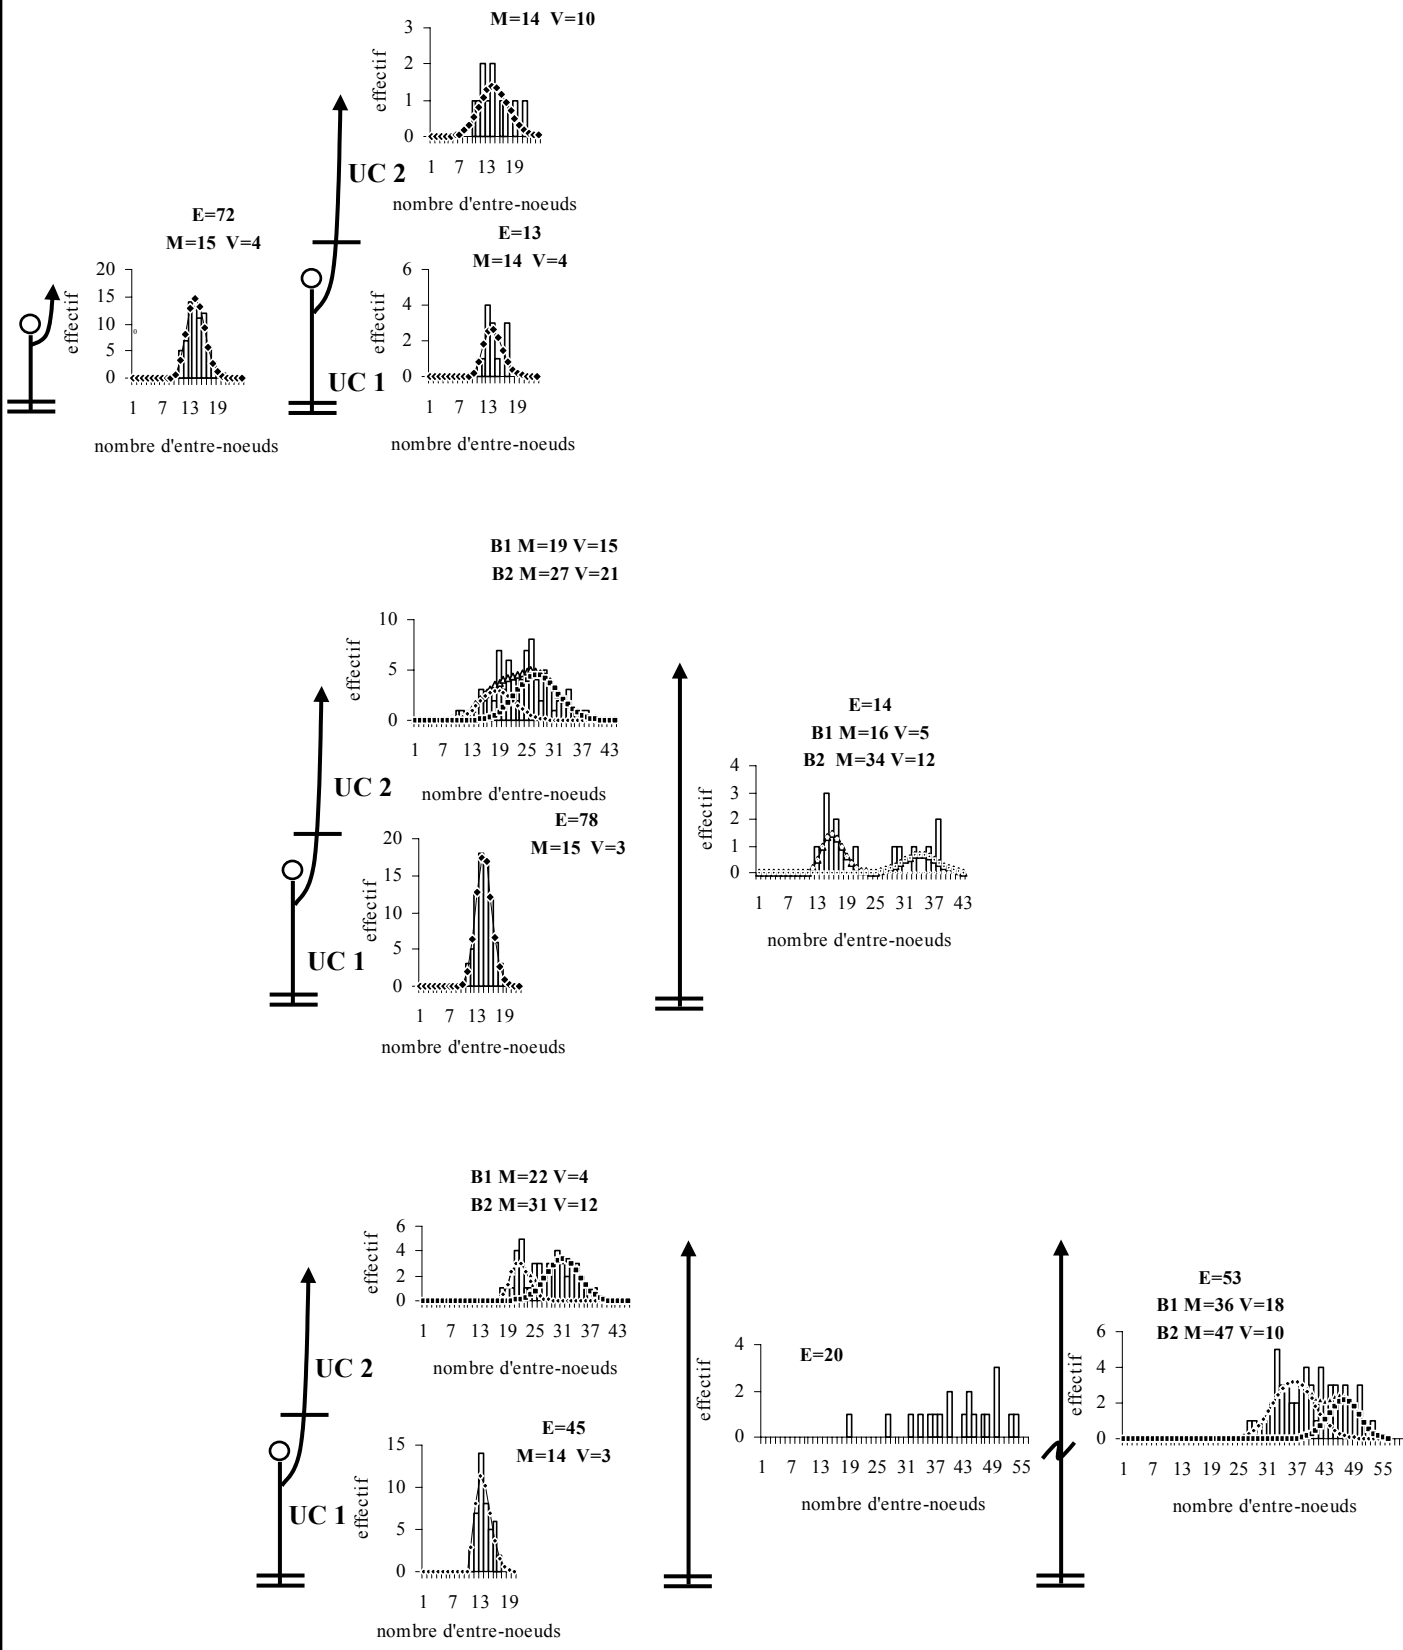 M=14 V=10
3
2
1
0
effectif
1 7 13 19
nombre d'entre-noeuds
UC 2
E=72
M=15 V=4
20
15
10
5
0
effectif
1 7 13 19
nombre d'entre-noeuds
E=13
M=14 V=4
6
4
2
0
effectif
1 7 13 19
nombre d'entre-noeuds
UC 1
B1 M=19 V=15
B2 M=27 V=21
10
5
0
effectif
1 7 13 19 25 31 37 43
nombre d'entre-noeuds
UC 2
E=78
M=15 V=3
20
15
10
5
0
effectif
1 7 13 19
nombre d'entre-noeuds
UC 1
E=14
B1 M=16 V=5
B2 M=34 V=12
4
3
2
1
0
effectif
1 7 13 19 25 31 37 43
nombre d'entre-noeuds
B1 M=22 V=4
B2 M=31 V=12
6
4
2
0
effectif
1 7 13 19 25 31 37 43
nombre d'entre-noeuds
UC 2
E=45
M=14 V=3
15
10
5
0
effectif
1 7 13 19
nombre d'entre-noeuds
UC 1
E=20
4
2
0
effectif
1 7 13 19 25 31 37 43 49 55
nombre d'entre-noeuds
E=53
B1 M=36 V=18
B2 M=47 V=10
6
4
2
0
effectif
1 7 13 19 25 31 37 43 49 55
nombre d'entre-noeuds